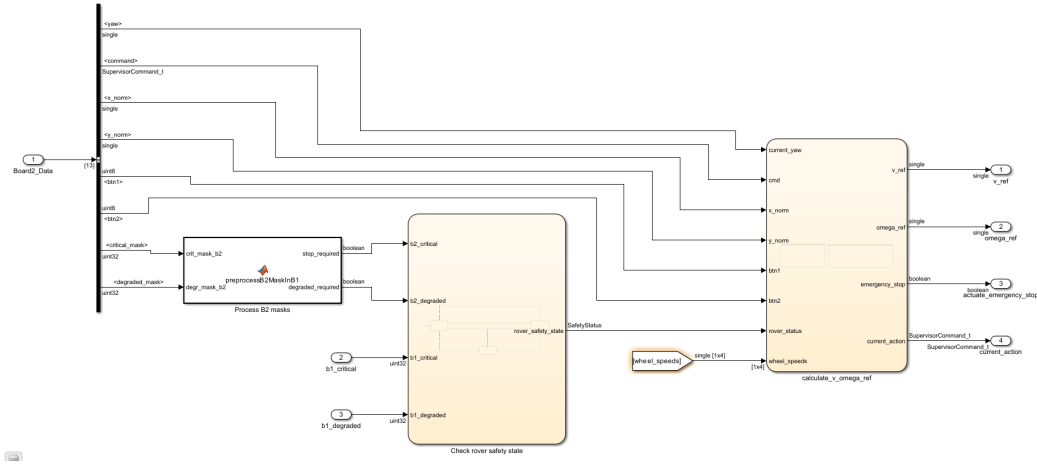 <yaw>
single
<command>
SupervisorCommand_t
<x_norm>
single
<y_norm>
single
1
Board2_Data
{13}
uint8
<btn1>
uint8
<btn2>
<critical_mask>
uint32
<degraded_mask>
uint32
crit_mask_b2
degr_mask_b2
preprocessB2MaskInB1
stop_required
degraded_required
Process B2 masks
boolean
boolean
2
b1_critical
uint32
3
b1_degraded
uint32
b2_critical
b2_degraded
b1_critical
b1_degraded
rover_safety_state
Check rover safety state
SafetyStatus
[wheel_speeds]
single [1x4]
[1x4]
current_yaw
cmd
x_norm
y_norm
btn1
btn2
rover_status
wheel_speeds
v_ref
omega_ref
emergency_stop
current_action
calculate_v_omega_ref
single
single
1
v_ref
single
single
2
omega_ref
boolean
boolean
3
actuate_emergency_stop
SupervisorCommand_t
SupervisorCommand_t
4
current_action